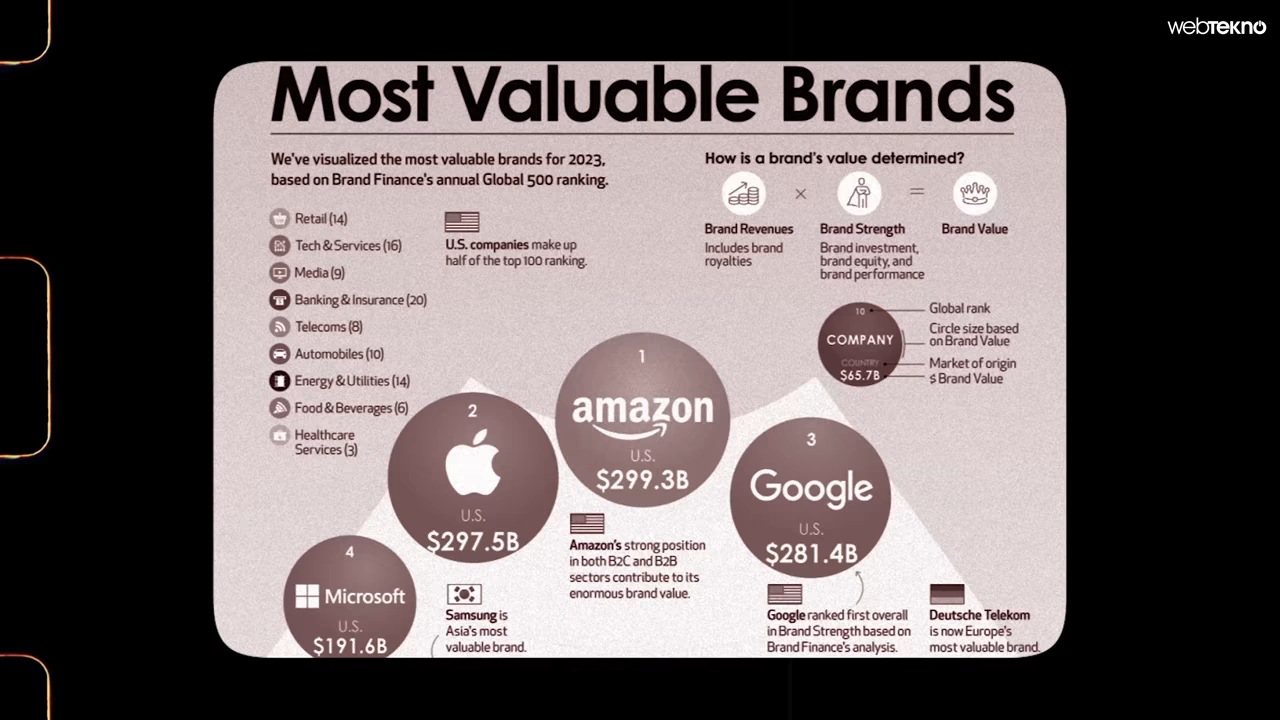 webTEKNO
Most Valuable Brands
We've visualized the most valuable brands for 2023,
based on Brand Finance's annual Global 500 ranking.
Retail (14)
Tech & Services (16)
Media (9)
Banking & Insurance (20)
Telecoms (8)
Automobiles (10)
Energy & Utilities (14)
Food & Beverages (6)
Healthcare
Services (3)
U.S. companies make up
half of the top 100 ranking.
How is a brand's value determined?
×
=
Brand Revenues
Includes brand
royalties
Brand Strength
Brand investment,
brand equity, and
brand performance
Brand Value
10
COMPANY
COUNTRY
$65.7B
Global rank
Circle size based
on Brand Value
Market of origin
$ Brand Value
1
amazon
U.S.
$299.3B
2
U.S.
$297.5B
3
Google
U.S.
$281.4B
4
Microsoft
U.S.
$191.6B
Samsung is
Asia's most
valuable brand.
Amazon's strong position
in both B2C and B2B
sectors contribute to its
enormous brand value.
Google ranked first overall
in Brand Strength based on
Brand Finance's analysis.
Deutsche Telekom
is now Europe's
most valuable brand.